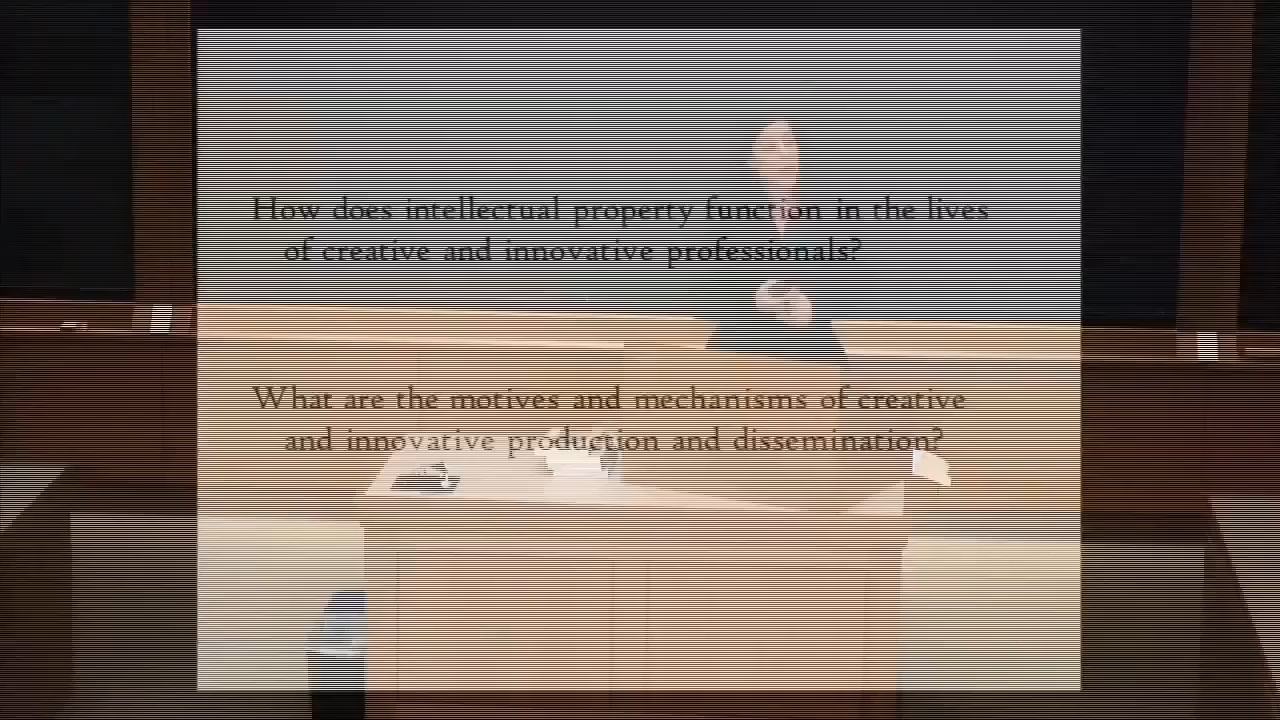 How does intellectual property function in the lives
of creative and innovative professionals?
What are the motives and mechanisms of creative
and innovative production and dissemination?